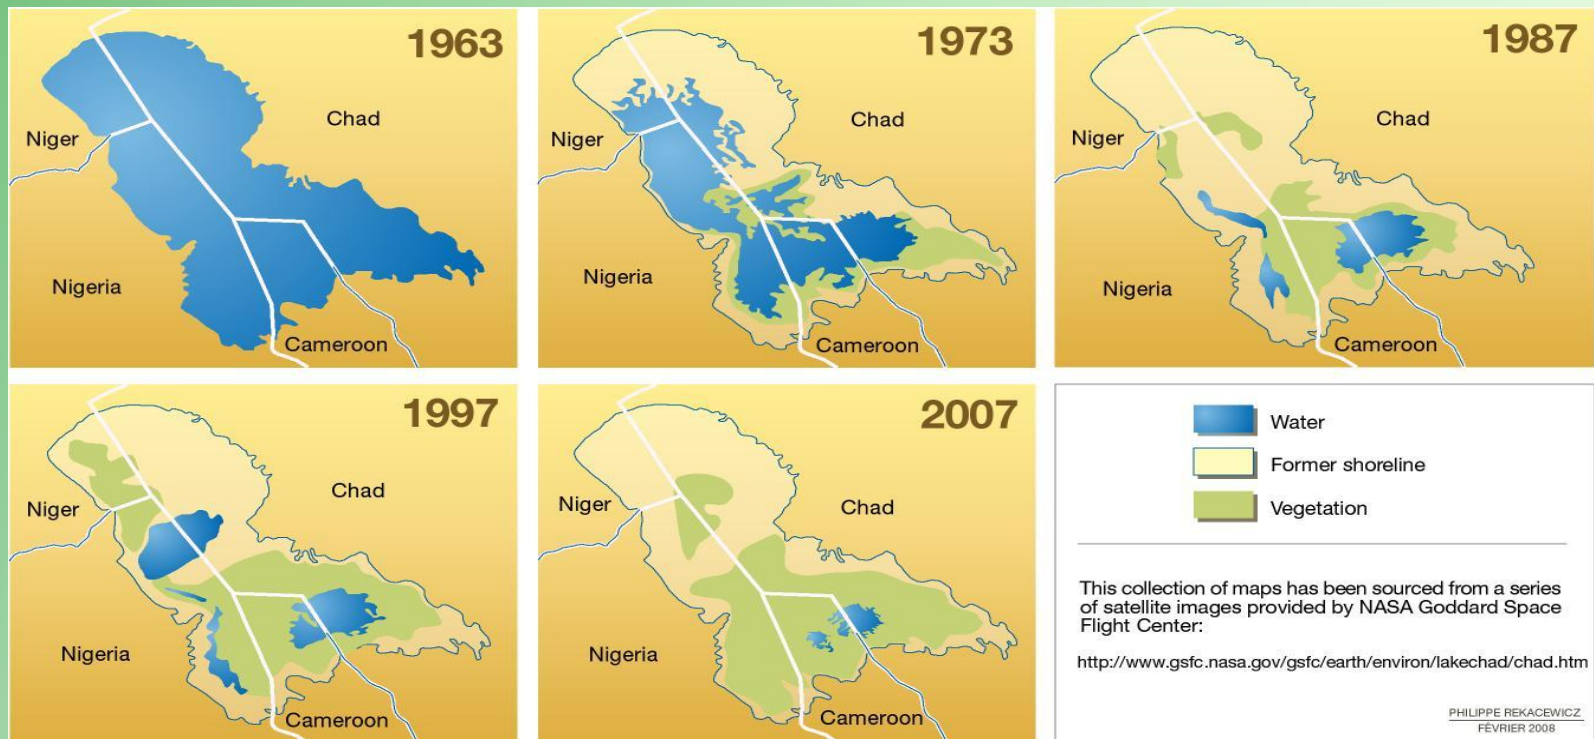 1963
Chad
Niger
Nigeria
Cameroon
1973
Chad
Niger
Nigeria
Cameroon
1987
Chad
Niger
Nigeria
Cameroon
1997
Chad
Niger
Nigeria
Cameroon
2007
Chad
Niger
Nigeria
Cameroon
Water
Former shoreline
Vegetation
This collection of maps has been sourced from a series
of satellite images provided by NASA Goddard Space
Flight Center:
http://www.gsfc.nasa.gov/gsfc/earth/environ/lakechad/chad.htm
PHILIPPE REKACEWICZ
FÉVRIER 2008